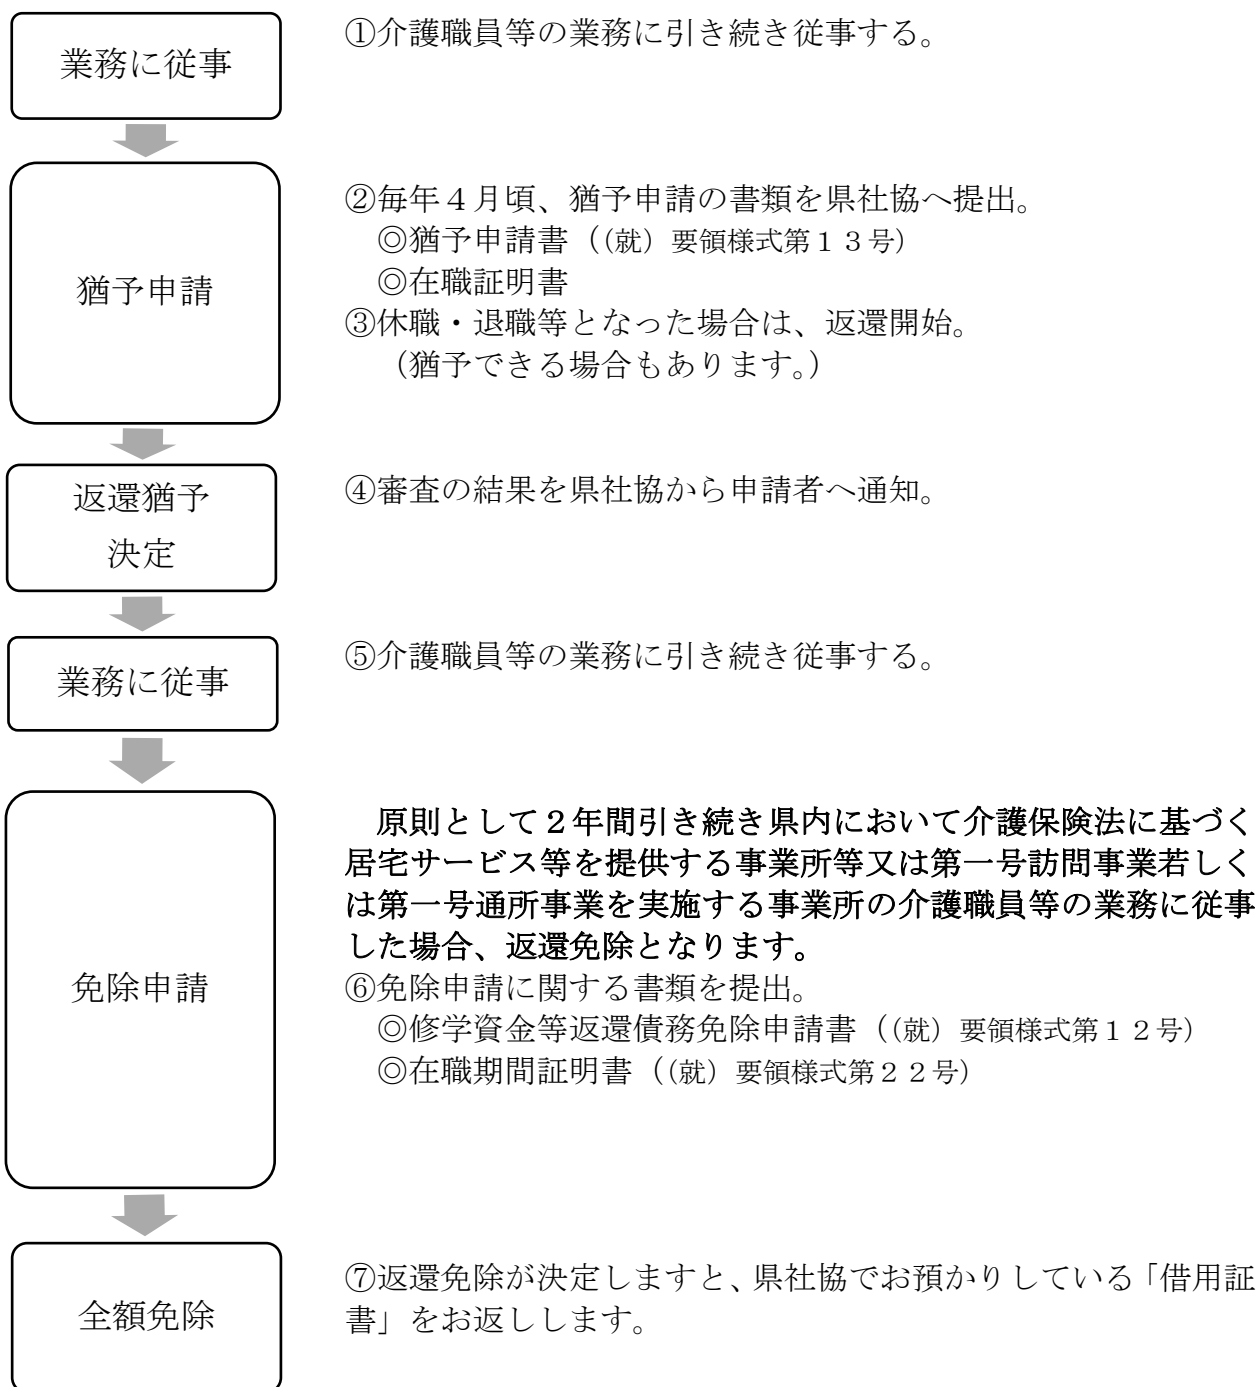 業務に従事
①介護職員等の業務に引き続き従事する。
猶予申請
②毎年４月頃、猶予申請の書類を県社協へ提出。
◎猶予申請書（(就）要領様式第１３号）
◎在職証明書
③休職・退職等となった場合は、返還開始。
（猶予できる場合もあります。）
返還猶予
決定
④審査の結果を県社協から申請者へ通知。
業務に従事
⑤介護職員等の業務に引き続き従事する。
免除申請
原則として２年間引き続き県内において介護保険法に基づく
居宅サービス等を提供する事業所等又は第一号訪問事業若しく
は第一号通所事業を実施する事業所の介護職員等の業務に従事
した場合、返還免除となります。
⑥免除申請に関する書類を提出。
◎修学資金等返還債務免除申請書（(就）要領様式第１２号）
◎在職期間証明書（(就）要領様式第２２号）
全額免除
⑦返還免除が決定しますと、県社協でお預かりしている「借用証
書」をお返しします。